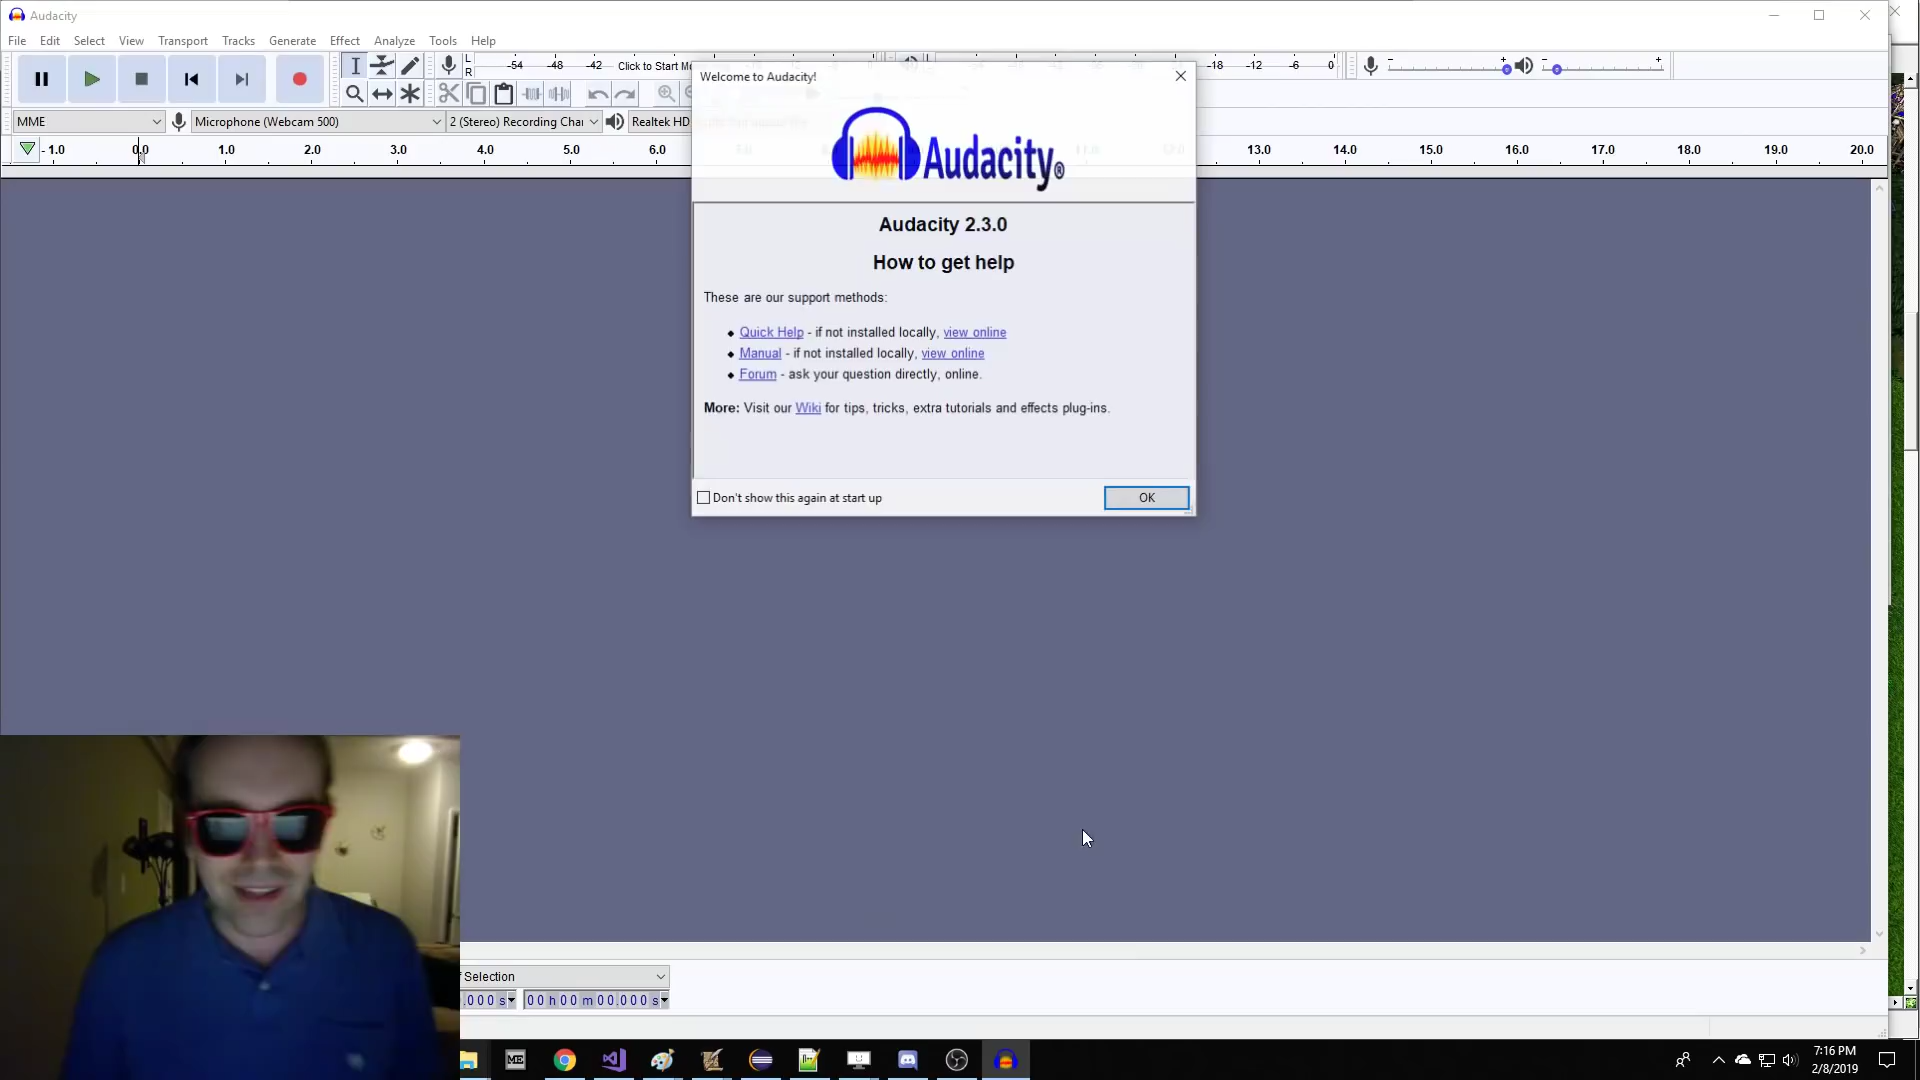 Audacity
File Edit Select View Transport Tracks Generate Effect Analyze Tools Help
L
R
-54 -48 -42 Click to Start Mo -18 -12 -6 0
MME Microphone (Webcam 500) 2 (Stereo) Recording Chai Realtek HD
- 1.0 0.0 1.0 2.0 3.0 4.0 5.0 6.0 13.0 14.0 15.0 16.0 17.0 18.0 19.0 20.0
Welcome to Audacity!
Audacity®
Audacity 2.3.0
How to get help
These are our support methods:
Quick Help - if not installed locally, view online
Manual - if not installed locally, view online
Forum - ask your question directly, online.
More: Visit our Wiki for tips, tricks, extra tutorials and effects plug-ins.
Don't show this again at start up
OK
Selection
.000 s 00 h 00 m 00.000 s
ME
7:16 PM
2/8/2019